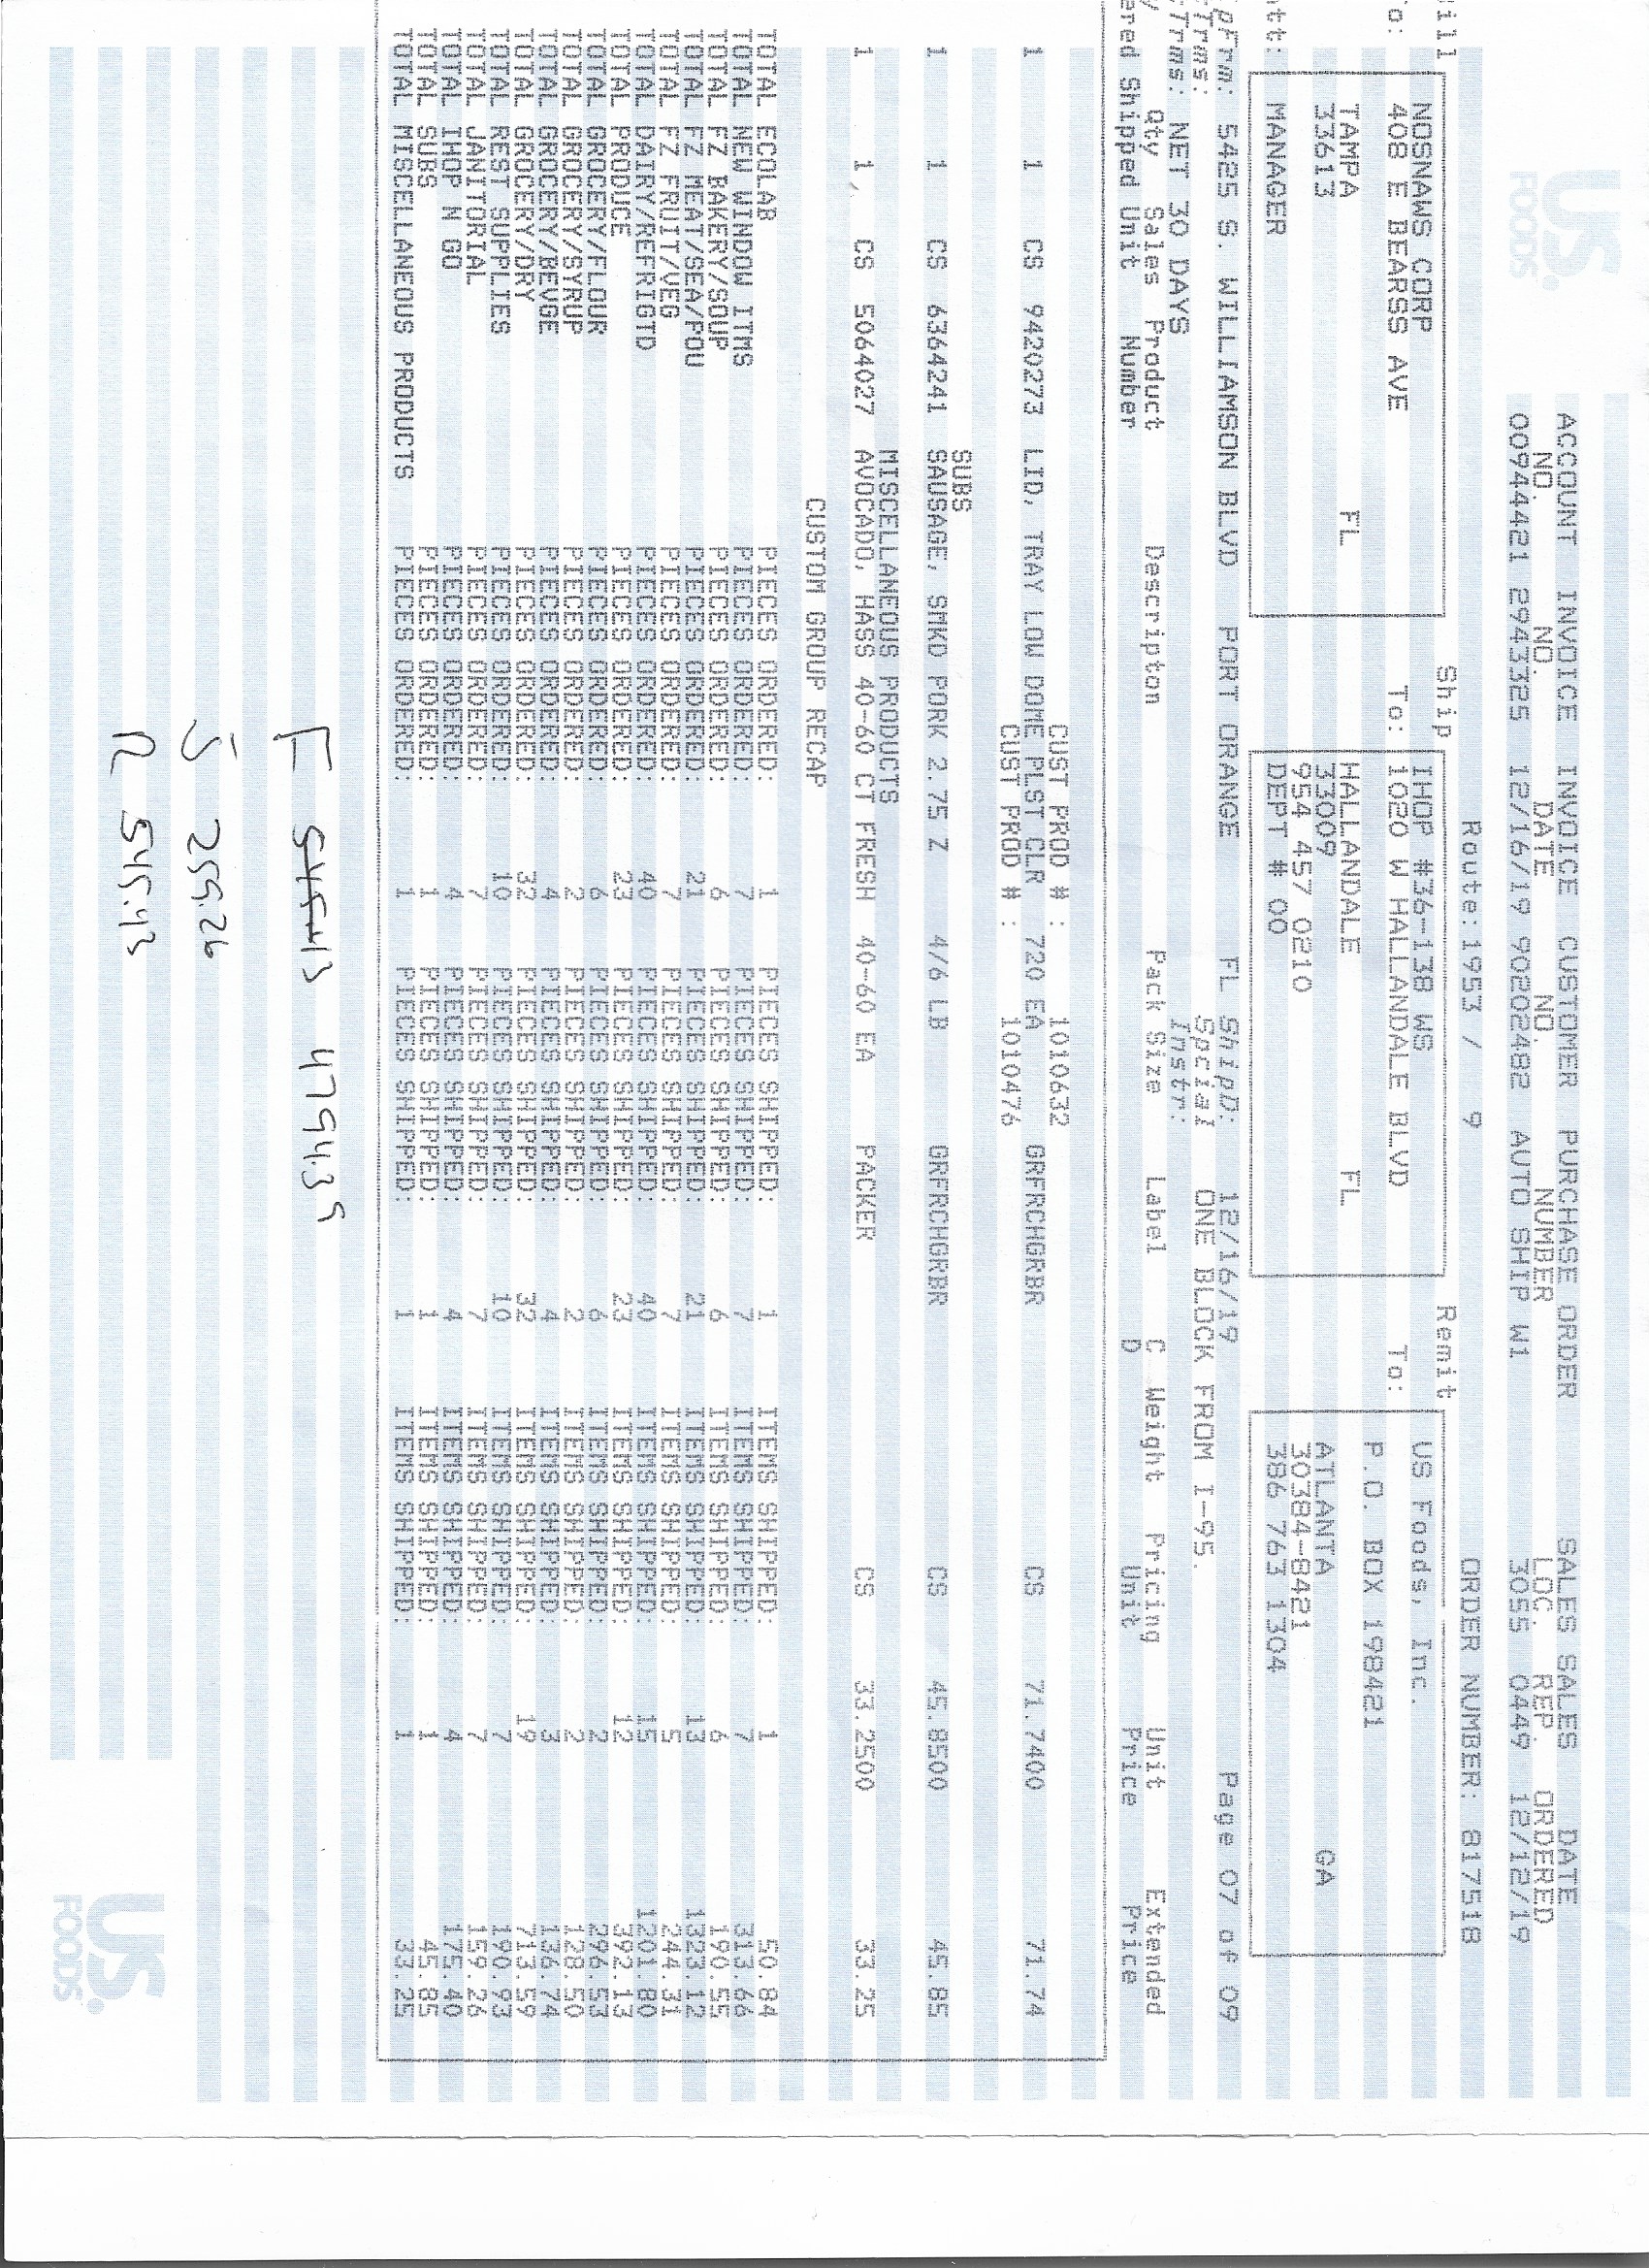 US.
FOODS.
ACCOUNT INVOICE INVOICE CUSTOMER PURCHASE ORDER SALES SALES DATE
NO. NO. DATE NO. NUMBER LOC. REP. ORDERED
00944421 2943325 12/16/19 90202482 AUTO SHIP W1 3055 0449 12/12/19
Route:1953 / 9 ORDER NUMBER: 817518
ill Ship Remit
NOSNAWS CORP IHOP #36-138 WS US Foods, Inc.
o: 408 E BEARSS AVE To: 1020 W HALLANDALE BLVD To:
P.O. BOX 198421
TAMPA FL HALLANDALE FL
33613 33009 ATLANTA GA
954 457 0210 30384-8421
nt: MANAGER DEPT # 00 386 763 1304
pFrm: 5425 S. WILLIAMSON BLVD PORT ORANGE FL ShipD: 12/16/19 Page 07 of 09
Trms: Spcial ONE BLOCK FROM I-95.
Trms: NET 30 DAYS Instr:
y Qty Sales Product Description Pack Size Label C Weight Pricing Unit Extended
ered Shipped Unit Number D Unit Price Price
CUST PROD # : 1010632
1 1 CS 9420273 LID, TRAY LOW DOME PLST CLR 720 EA GRFRCHGRBR CS 71.7400 71.74
CUST PROD # : 1010476
SUBS
1 1 CS 6364241 SAUSAGE, SMKD PORK 2.75 Z 4/6 LB GRFRCHGRBR CS 45.8500 45.85
MISCELLANEOUS PRODUCTS
1 1 CS 5064027 AVOCADO, HASS 40-60 CT FRESH 40-60 EA PACKER CS 33.2500 33.25
CUSTOM GROUP RECAP
TOTAL ECOLAB PIECES ORDERED: 1 PIECES SHIPPED: 1 ITEMS SHIPPED: 1 50.84
TOTAL NEW WINDOW ITMS PIECES ORDERED: 7 PIECES SHIPPED: 7 ITEMS SHIPPED: 7 313.66
TOTAL FZ BAKERY/SOUP PIECES ORDERED: 6 PIECES SHIPPED: 6 ITEMS SHIPPED: 6 190.55
TOTAL FZ MEAT/SEA/POU PIECES ORDERED: 21 PIECES SHIPPED: 21 ITEMS SHIPPED: 13 1323.12
TOTAL FZ FRUIT/VEG PIECES ORDERED: 7 PIECES SHIPPED: 7 ITEMS SHIPPED: 5 244.31
TOTAL DAIRY/REFRIGTD PIECES ORDERED: 40 PIECES SHIPPED: 40 ITEMS SHIPPED: 15 1201.80
TOTAL PRODUCE PIECES ORDERED: 23 PIECES SHIPPED: 23 ITEMS SHIPPED: 12 392.13
TOTAL GROCERY/FLOUR PIECES ORDERED: 6 PIECES SHIPPED: 6 ITEMS SHIPPED: 2 296.53
TOTAL GROCERY/SYRUP PIECES ORDERED: 2 PIECES SHIPPED: 2 ITEMS SHIPPED: 2 128.50
TOTAL GROCERY/BEVGE PIECES ORDERED: 4 PIECES SHIPPED: 4 ITEMS SHIPPED: 3 136.74
TOTAL GROCERY/DRY PIECES ORDERED: 32 PIECES SHIPPED: 32 ITEMS SHIPPED: 19 713.59
TOTAL REST SUPPLIES PIECES ORDERED: 10 PIECES SHIPPED: 10 ITEMS SHIPPED: 7 190.93
TOTAL JANITORIAL PIECES ORDERED: 7 PIECES SHIPPED: 7 ITEMS SHIPPED: 7 159.26
TOTAL IHOP N GO PIECES ORDERED: 4 PIECES SHIPPED: 4 ITEMS SHIPPED: 4 175.40
TOTAL SUBS PIECES ORDERED: 1 PIECES SHIPPED: 1 ITEMS SHIPPED: 1 45.85
TOTAL MISCELLANEOUS PRODUCTS PIECES ORDERED: 1 PIECES SHIPPED: 1 ITEMS SHIPPED: 1 33.25
F 4794.35
J 255.26
R 545.43
US.
FOODS.